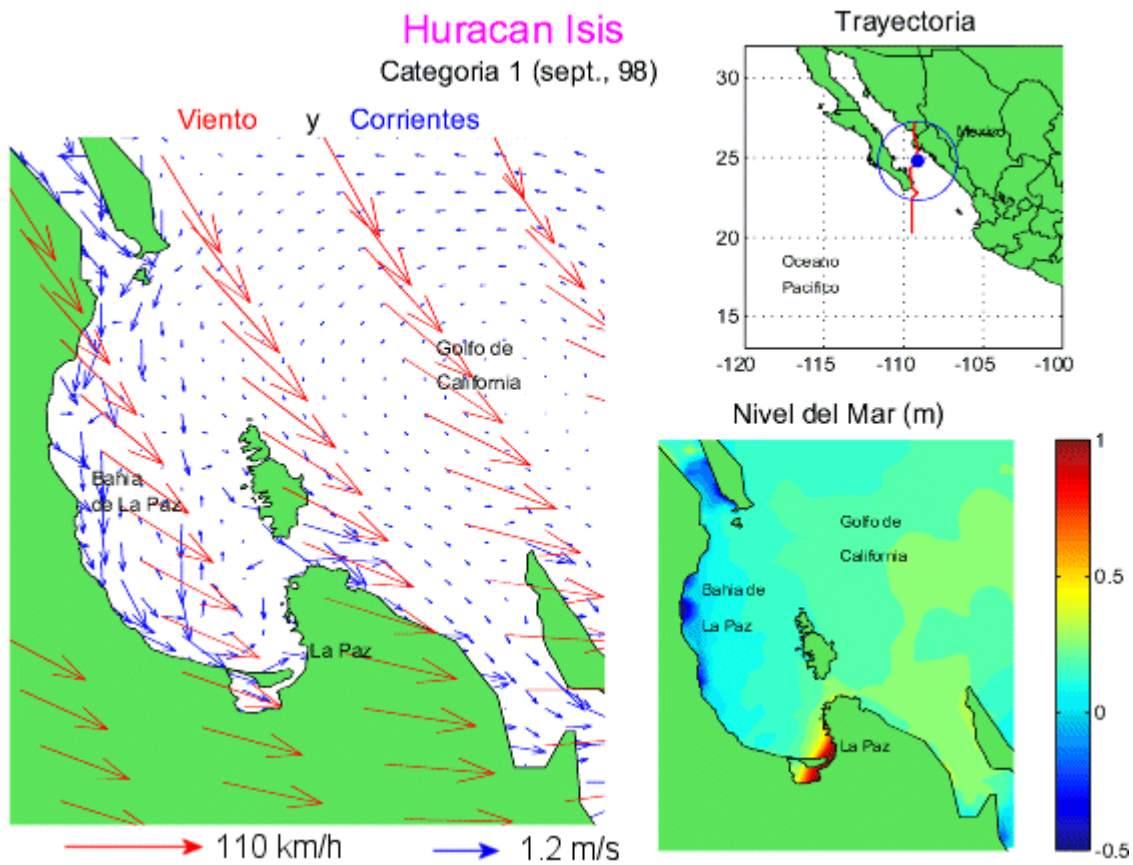 Huracan Isis
Categoria 1 (sept., 98)
Viento y Corrientes
Golfo de
California
Bahia
de La Paz
La Paz
110 km/h
1.2 m/s
Trayectoria
30
25
20
15
-120
-115
-110
-105
-100
Mexico
Oceano
Pacifico
Nivel del Mar (m)
Golfo de
California
Bahia de
La Paz
La Paz
1
0.5
0
-0.5